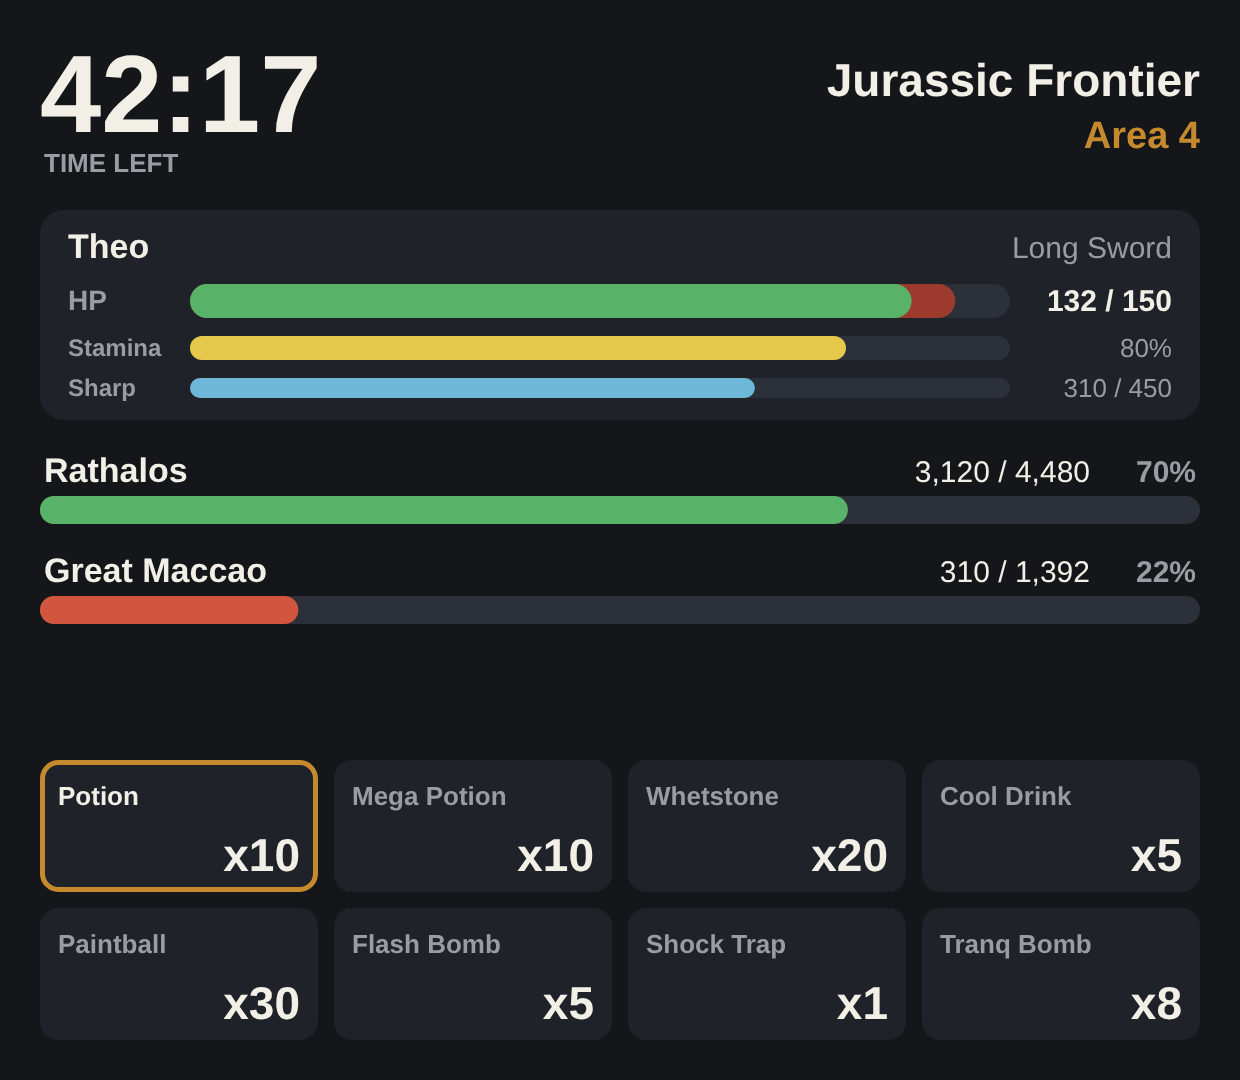 42:17
TIME LEFT
Jurassic Frontier
Area 4
Theo
Long Sword
HP
132 / 150
Stamina
80%
Sharp
310 / 450
Rathalos
3,120 / 4,480
70%
Great Maccao
310 / 1,392
22%
Potion
x10
Mega Potion
x10
Whetstone
x20
Cool Drink
x5
Paintball
x30
Flash Bomb
x5
Shock Trap
x1
Tranq Bomb
x8